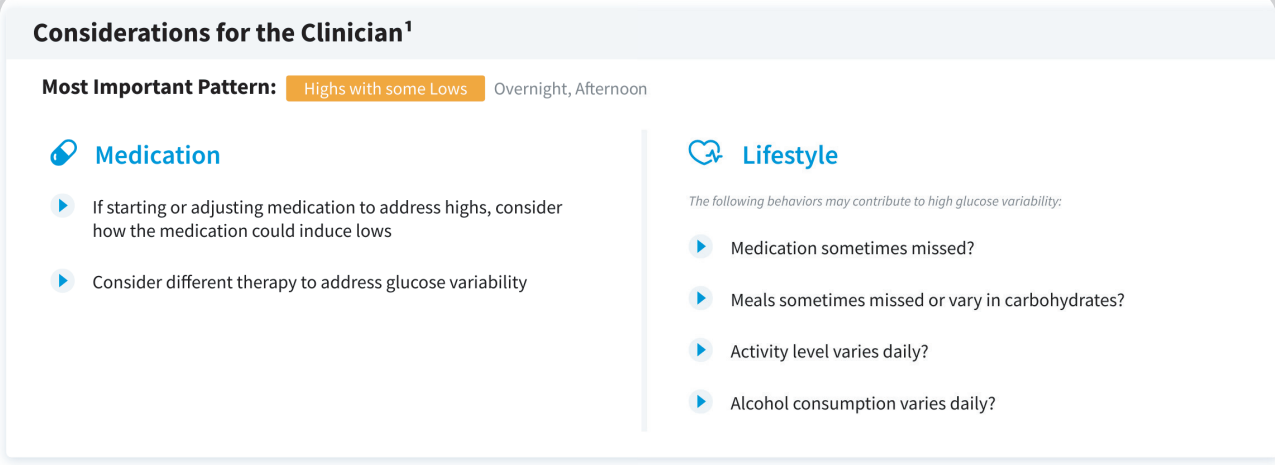 Considerations for the Clinician¹
Most Important Pattern: Highs with some Lows Overnight, Afternoon
Medication
If starting or adjusting medication to address highs, consider
how the medication could induce lows
Consider different therapy to address glucose variability
Lifestyle
The following behaviors may contribute to high glucose variability:
Medication sometimes missed?
Meals sometimes missed or vary in carbohydrates?
Activity level varies daily?
Alcohol consumption varies daily?